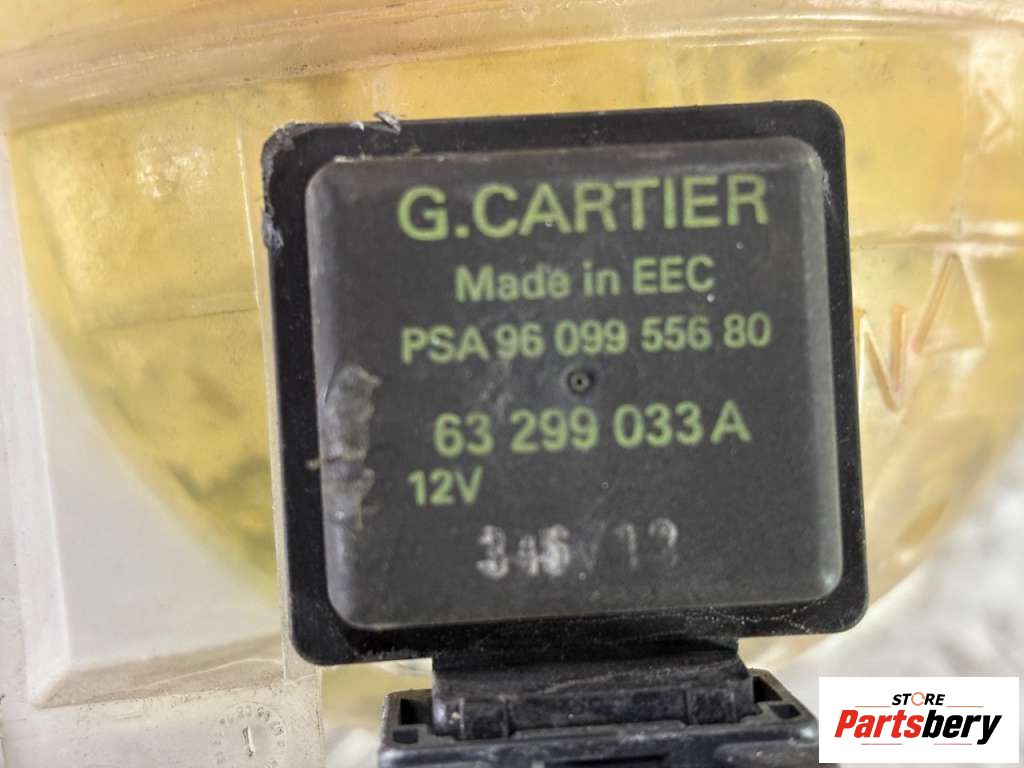 G.CARTIER
Made in EEC
PSA 96 099 556 80
63 299 033 A
12V
STORE
Partsbery